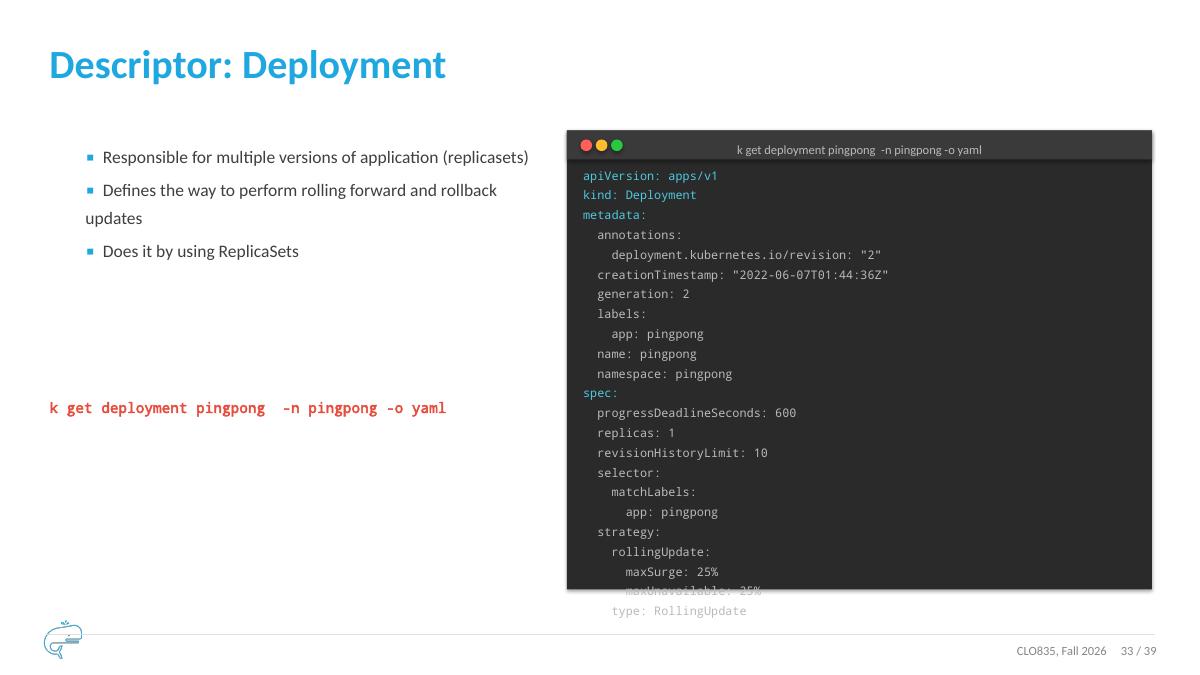 Descriptor: Deployment
▪ Responsible for multiple versions of application (replicasets)
▪ Defines the way to perform rolling forward and rollback
updates
▪ Does it by using ReplicaSets
k get deployment pingpong  -n pingpong -o yaml
k get deployment pingpong  -n pingpong -o yaml
apiVersion: apps/v1
kind: Deployment
metadata:
  annotations:
    deployment.kubernetes.io/revision: "2"
  creationTimestamp: "2022-06-07T01:44:36Z"
  generation: 2
  labels:
    app: pingpong
  name: pingpong
  namespace: pingpong
spec:
  progressDeadlineSeconds: 600
  replicas: 1
  revisionHistoryLimit: 10
  selector:
    matchLabels:
      app: pingpong
  strategy:
    rollingUpdate:
      maxSurge: 25%
      maxUnavailable: 25%
    type: RollingUpdate
CLO835, Fall 2026 33 / 39